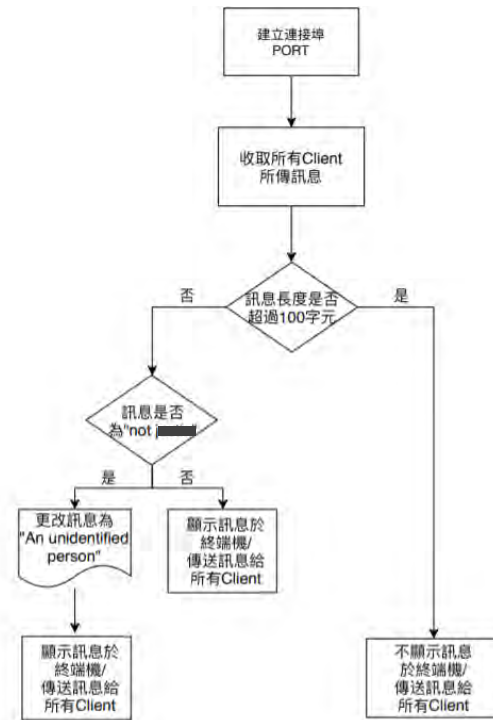 建立連接埠
PORT
收取所有Client
所傳訊息
訊息長度是否
超過100字元
否
是
訊息是否
為"not
是
否
更改訊息為
"An unidentified
person"
顯示訊息於
終端機/
傳送訊息給
所有Client
顯示訊息於
終端機/
傳送訊息給
所有Client
不顯示訊息
於終端機/
傳送訊息給
所有Client